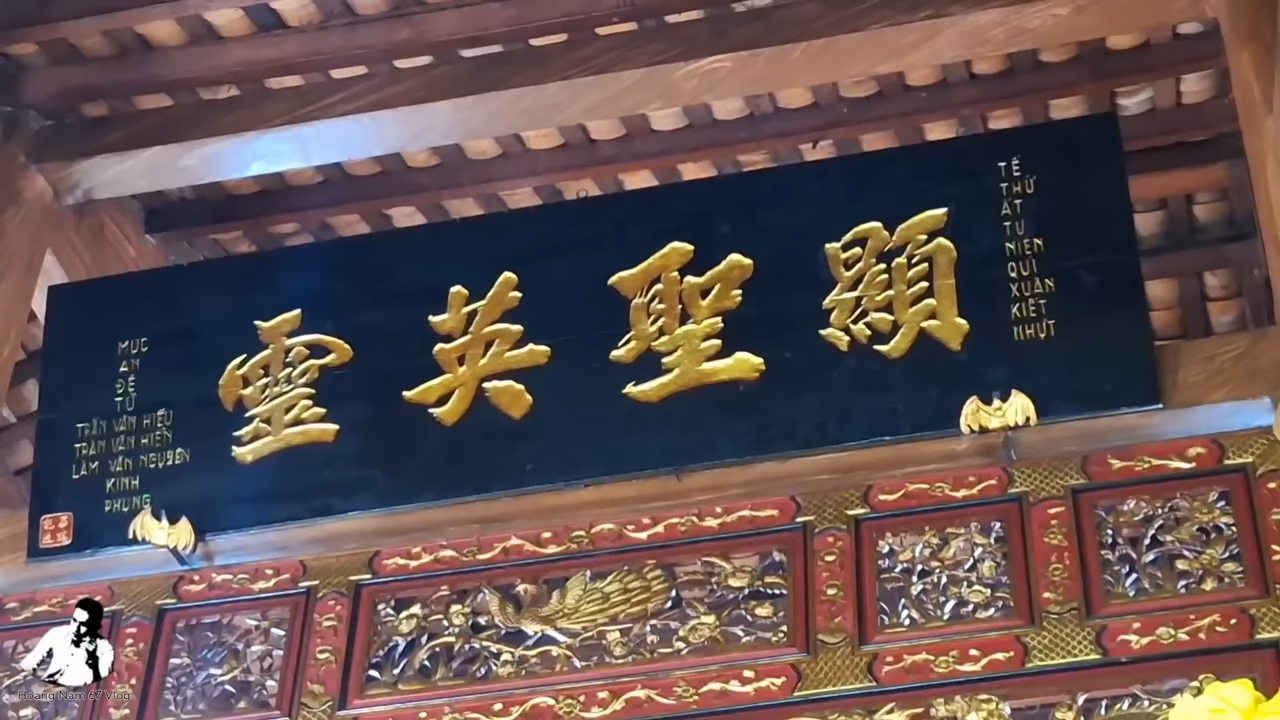 TẾ
THỨ
ẤT
TỴ
NIÊN
QUÍ
XUÂN
KIẾT
NHỰT
顯聖英靈
MỤC
AN
ĐỆ
TỬ
TRẦN VĂN HIẾU
TRẦN VĂN HIỀN
LÂM VĂN NGUYÊN
KÍNH
PHỤNG
Hoàng Nam 67 Vlog